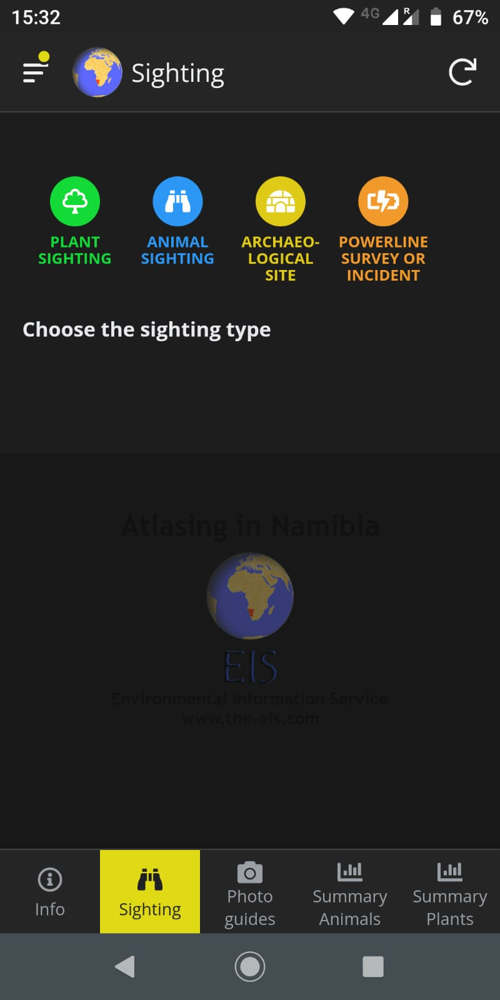 15:32
4G
R
67%
Sighting
PLANT
SIGHTING
ANIMAL
SIGHTING
ARCHAEO-
LOGICAL
SITE
POWERLINE
SURVEY OR
INCIDENT
Choose the sighting type
Atlasing in Namibia
EIS
Environmental Information Service
www.the-eis.com
Info
Sighting
Photo
guides
Summary
Animals
Summary
Plants